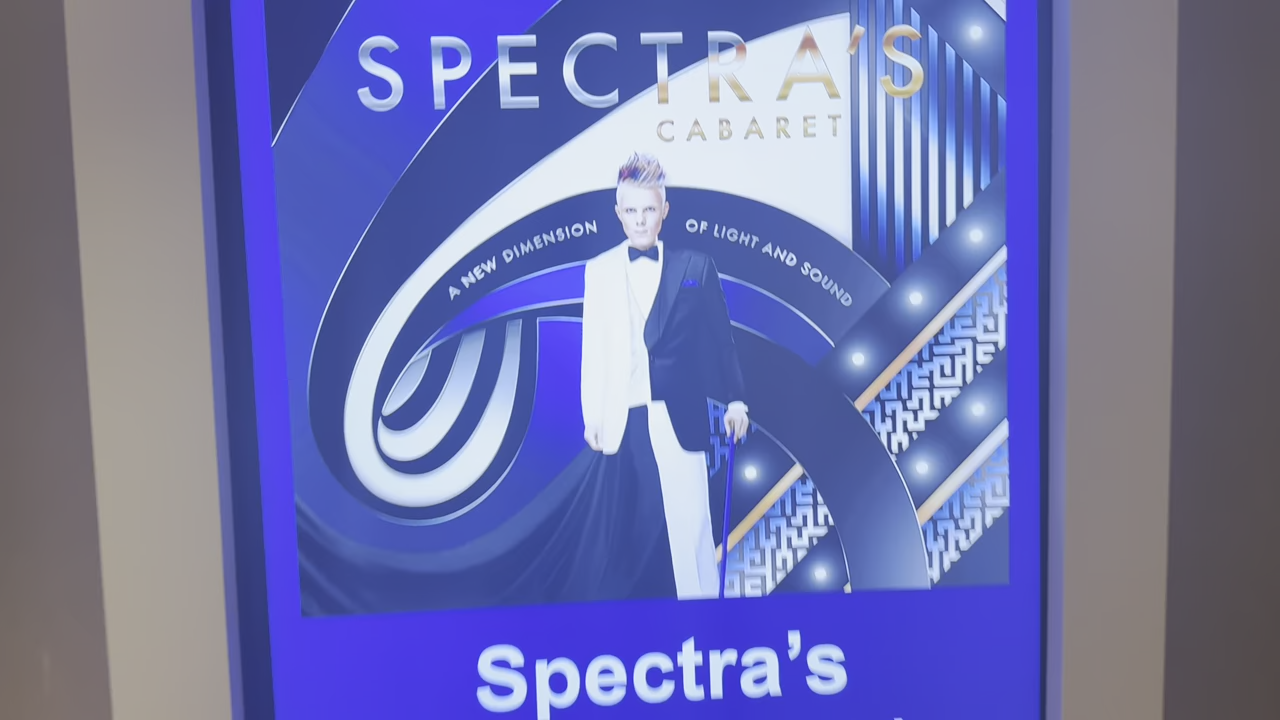 SPECTRA'S
CABARET
A NEW DIMENSION OF LIGHT AND SOUND
Spectra's